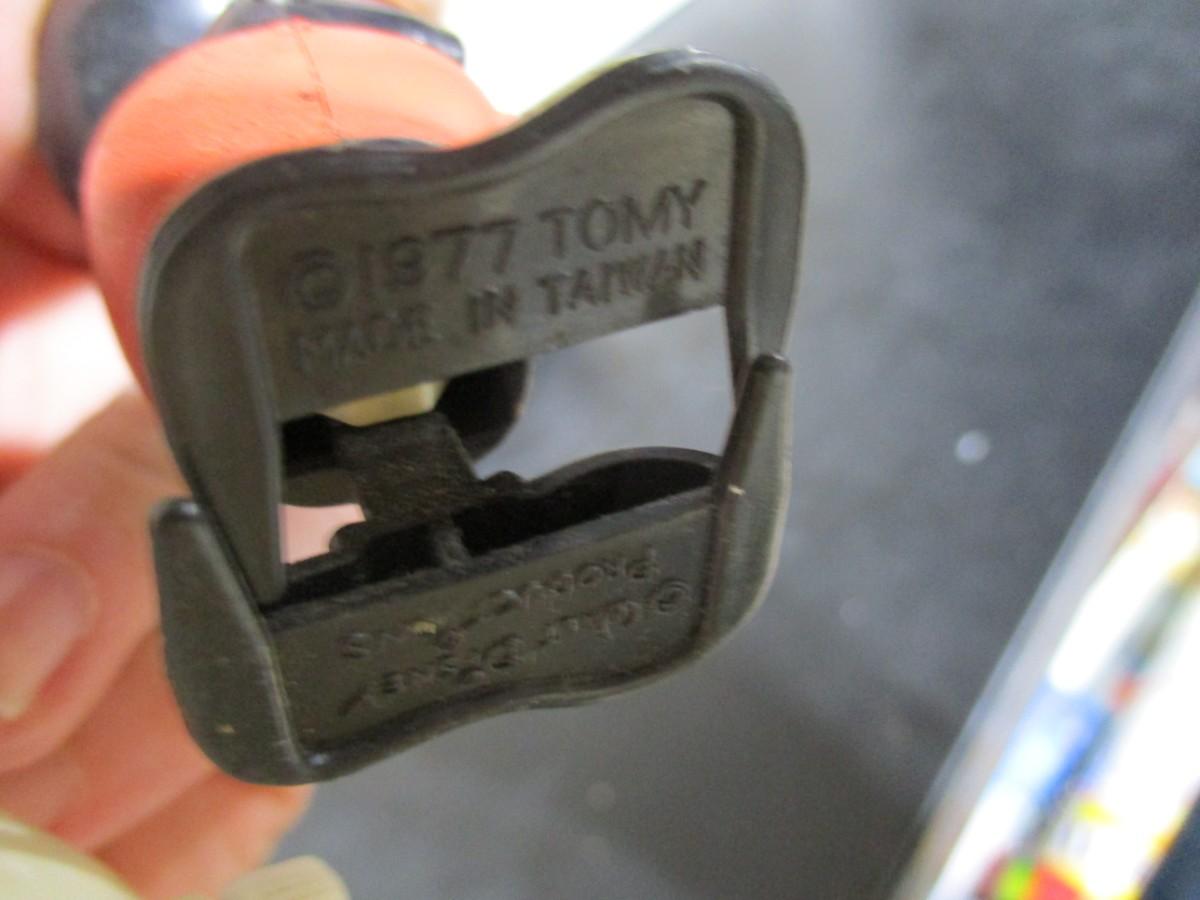 ©1977 TOMY
MADE IN TAIWAN
©WALT DISNEY
PRODUCTIONS